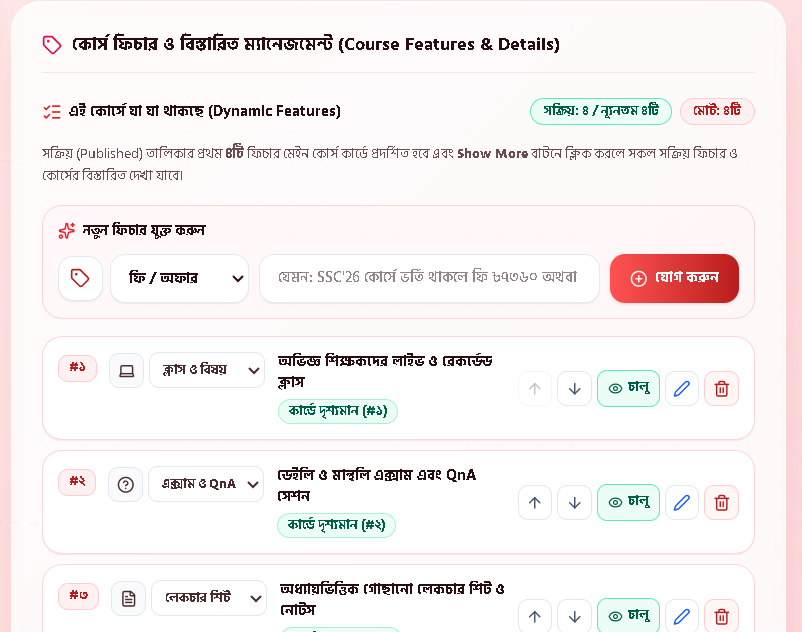 কোর্স ফিচার ও বিস্তারিত ম্যানেজমেন্ট (Course Features & Details)
এই কোর্সে যা যা থাকছে (Dynamic Features)
সক্রিয়: ৪ / ন্যূনতম ৪টি
মোট: ৪টি
সক্রিয় (Published) তালিকার প্রথম ৪টি ফিচার মেইন কোর্স কার্ডে প্রদর্শিত হবে এবং Show More বাটনে ক্লিক করলে সকল সক্রিয় ফিচার ও
কোর্সের বিস্তারিত দেখা যাবে।
নতুন ফিচার যুক্ত করুন
ফি / অফার
যেমন: SSC'26 কোর্সে ভর্তি থাকলে ফি ৳৭৩৬০ অথবা
যোগ করুন
#১
ক্লাস ও বিষয়
অভিজ্ঞ শিক্ষকদের লাইভ ও রেকর্ডেড
ক্লাস
কার্ডে দৃশ্যমান (#১)
চালু
#২
এক্সাম ও QnA
ডেইলি ও মান্থলি এক্সাম এবং QnA
সেশন
কার্ডে দৃশ্যমান (#২)
চালু
#৩
লেকচার শিট
অধ্যায়ভিত্তিক গোছানো লেকচার শিট ও
নোটস
চালু